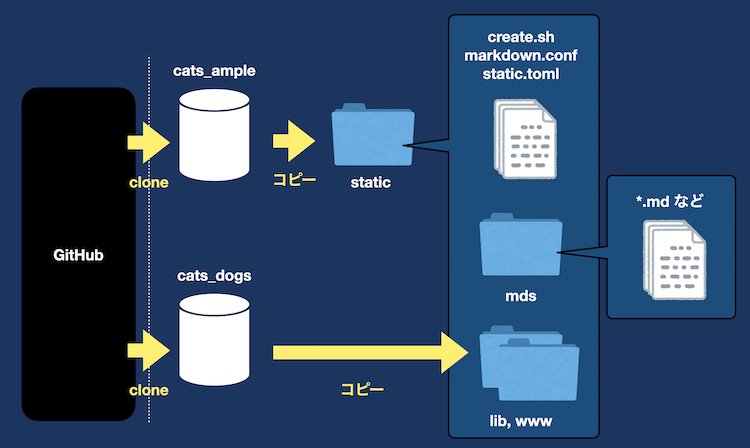 create.sh
markdown.conf
static.toml
cats_ample
clone
コピー
static
*.md など
GitHub
cats_dogs
mds
clone
コピー
lib, www